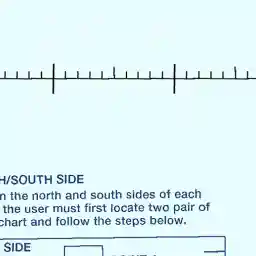 H/SOUTH SIDE
n the north and south sides of each
the user must first locate two pair of
chart and follow the steps below.
SIDE